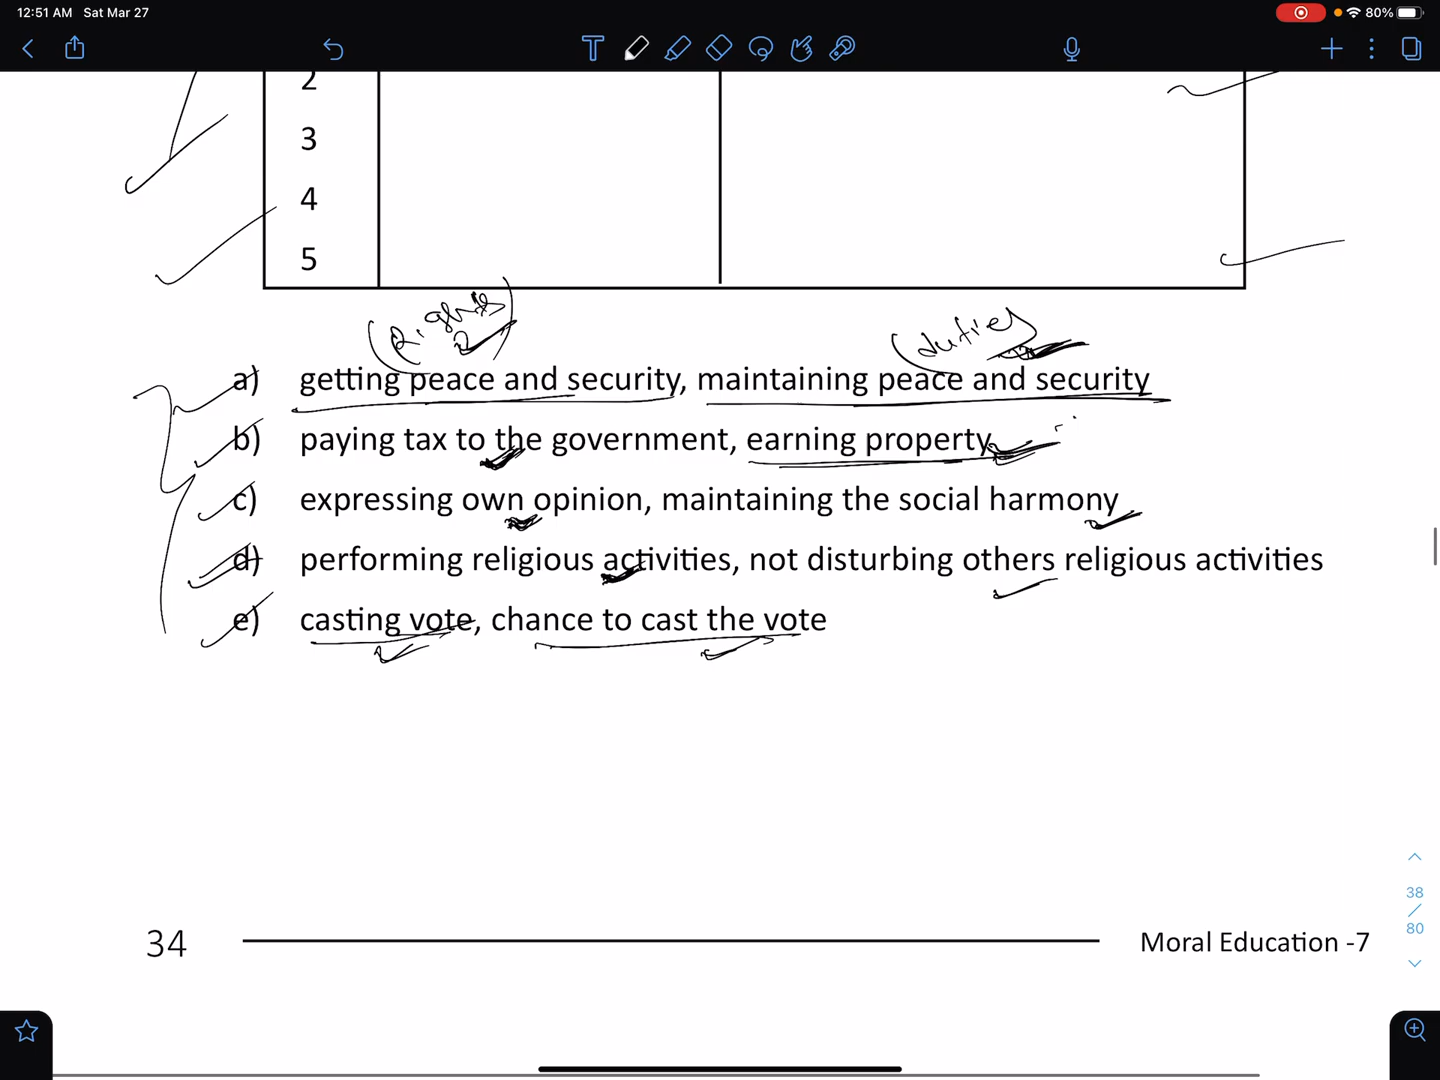 12:51 AM Sat Mar 27
80%
2
3
4
5
(Rights)
(duties)
a) getting peace and security, maintaining peace and security
b) paying tax to the government, earning property
c) expressing own opinion, maintaining the social harmony
d) performing religious activities, not disturbing others religious activities
e) casting vote, chance to cast the vote
38
/
80
34
Moral Education -7